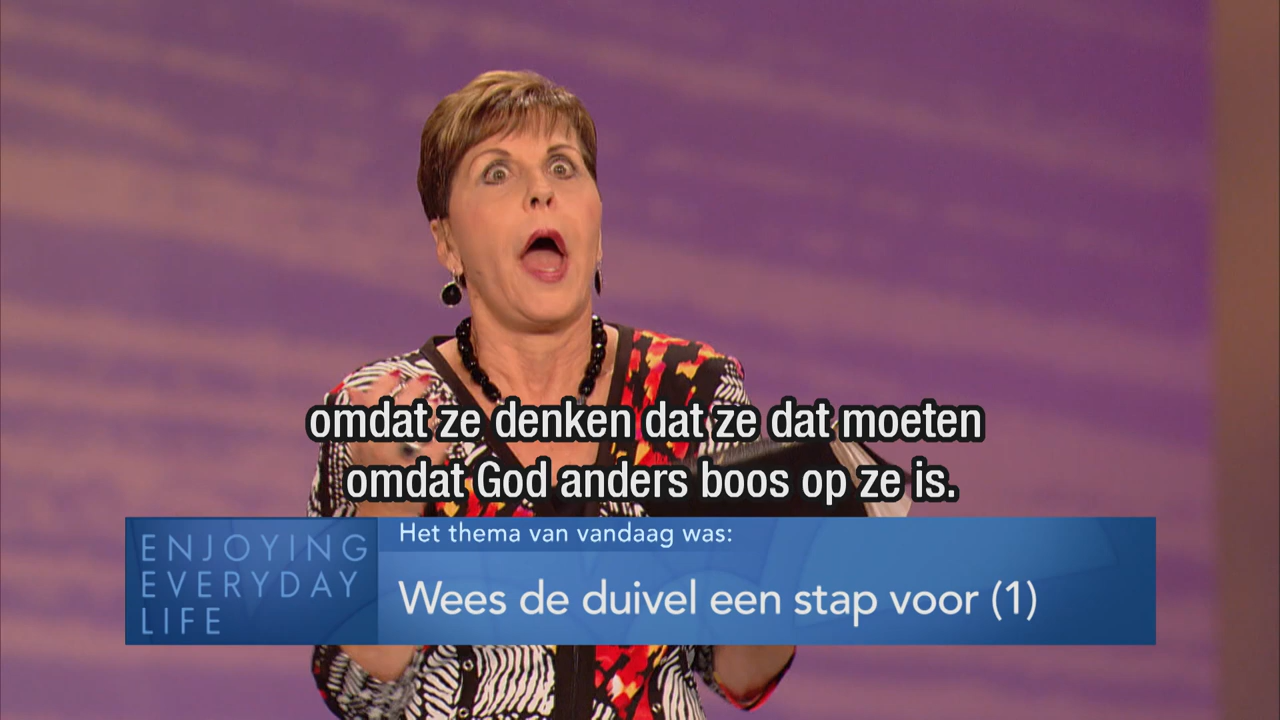 omdat ze denken dat ze dat moeten
omdat God anders boos op ze is.
Het thema van vandaag was:
ENJOYING
EVERYDAY
LIFE
Wees de duivel een stap voor (1)